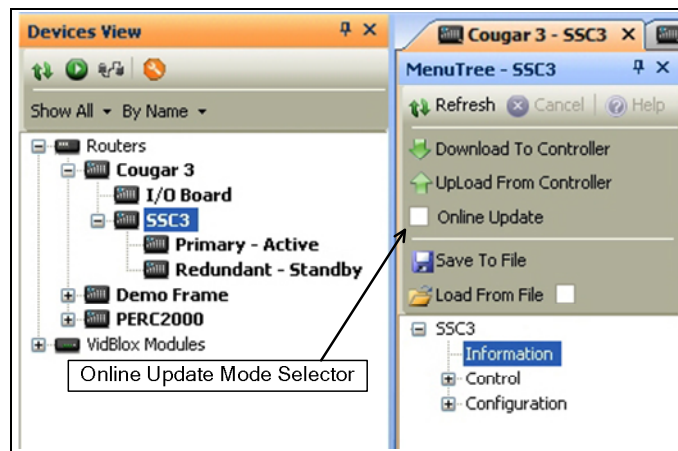 Devices View
Show All By Name
Routers
Cougar 3
I/O Board
SSC3
Primary - Active
Redundant - Standby
Demo Frame
PERC2000
VidBlox Modules
Online Update Mode Selector
Cougar 3 - SSC3
MenuTree - SSC3
Refresh Cancel Help
Download To Controller
UpLoad From Controller
Online Update
Save To File
Load From File
SSC3
Information
Control
Configuration